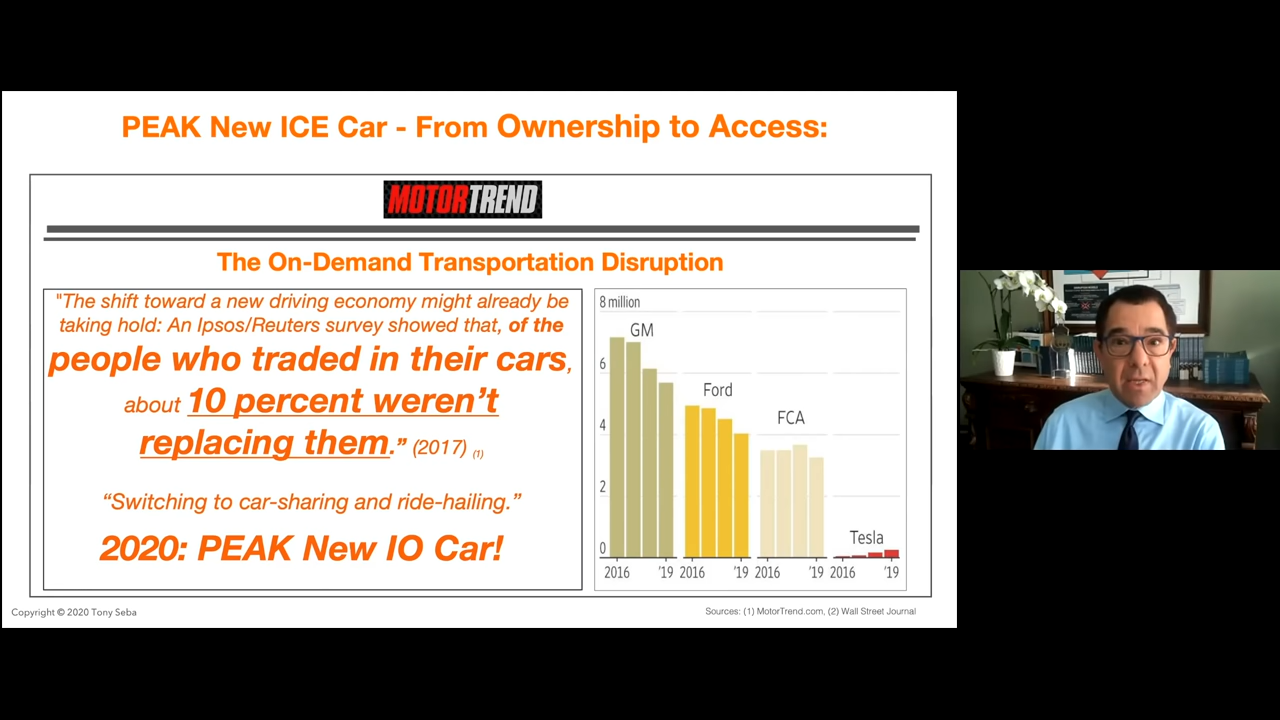 PEAK New ICE Car - From Ownership to Access:
MOTORTREND
The On-Demand Transportation Disruption
"The shift toward a new driving economy might already be
taking hold: An Ipsos/Reuters survey showed that, of the
people who traded in their cars,
about 10 percent weren't
replacing them." (2017) (1)
“Switching to car-sharing and ride-hailing.”
2020: PEAK New IO Car!
8 million
GM
6
Ford
FCA
4
2
Tesla
0
2016 '19 2016 '19 2016 '19 2016 '19
Copyright © 2020 Tony Seba
Sources: (1) MotorTrend.com, (2) Wall Street Journal